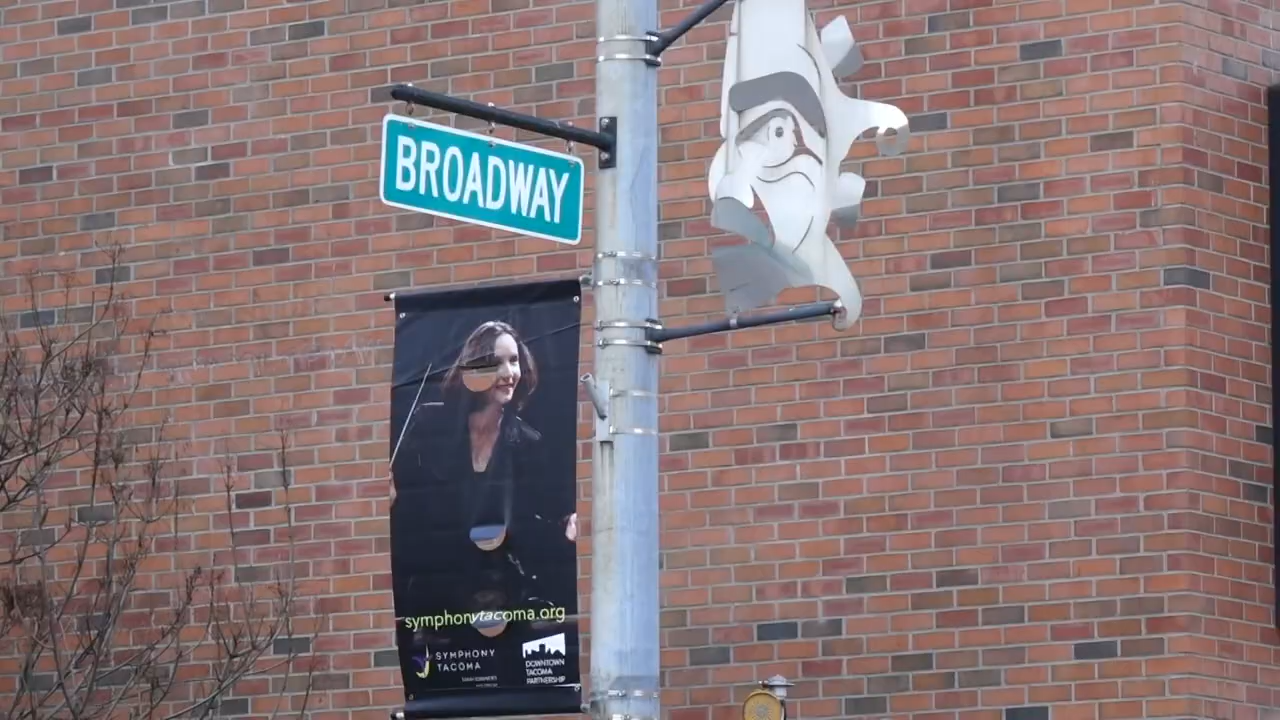 BROADWAY
symphonytacoma.org
SYMPHONY
TACOMA
DOWNTOWN
TACOMA
PARTNERSHIP